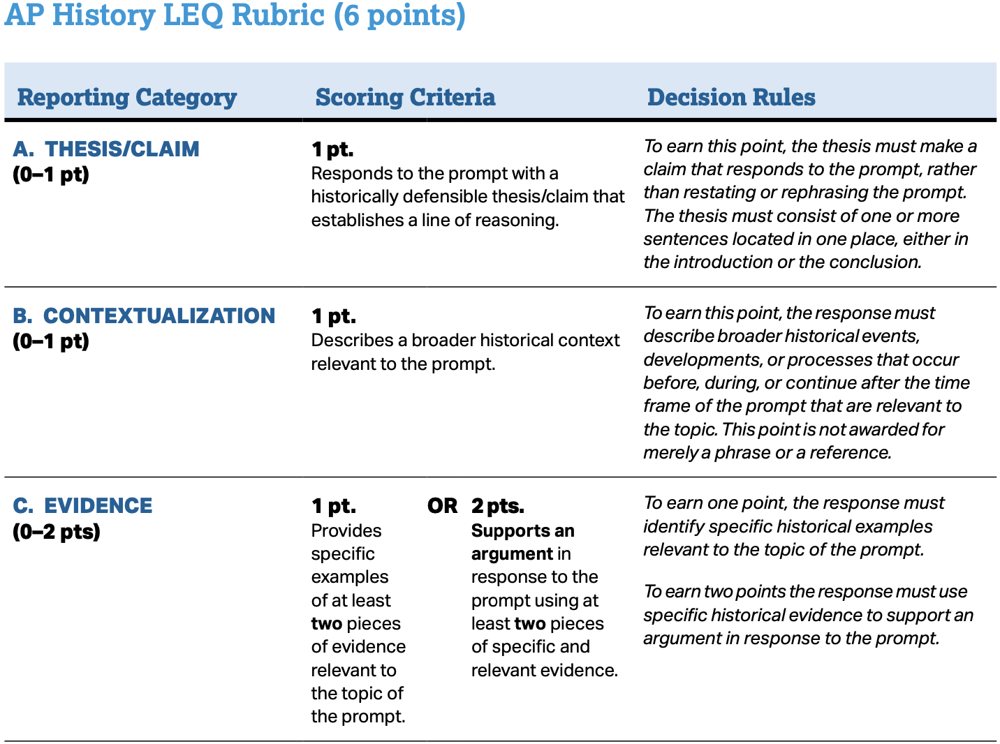 AP History LEQ Rubric (6 points)
Reporting Category
Scoring Criteria
Decision Rules
A. THESIS/CLAIM
(0–1 pt)
1 pt.
Responds to the prompt with a
historically defensible thesis/claim that
establishes a line of reasoning.
To earn this point, the thesis must make a
claim that responds to the prompt, rather
than restating or rephrasing the prompt.
The thesis must consist of one or more
sentences located in one place, either in
the introduction or the conclusion.
B. CONTEXTUALIZATION
(0–1 pt)
1 pt.
Describes a broader historical context
relevant to the prompt.
To earn this point, the response must
describe broader historical events,
developments, or processes that occur
before, during, or continue after the time
frame of the prompt that are relevant to
the topic. This point is not awarded for
merely a phrase or a reference.
C. EVIDENCE
(0–2 pts)
1 pt.
Provides
specific
examples
of at least
two pieces
of evidence
relevant to
the topic of
the prompt.
OR
2 pts.
Supports an
argument in
response to the
prompt using at
least two pieces
of specific and
relevant evidence.
To earn one point, the response must
identify specific historical examples
relevant to the topic of the prompt.
To earn two points the response must use
specific historical evidence to support an
argument in response to the prompt.